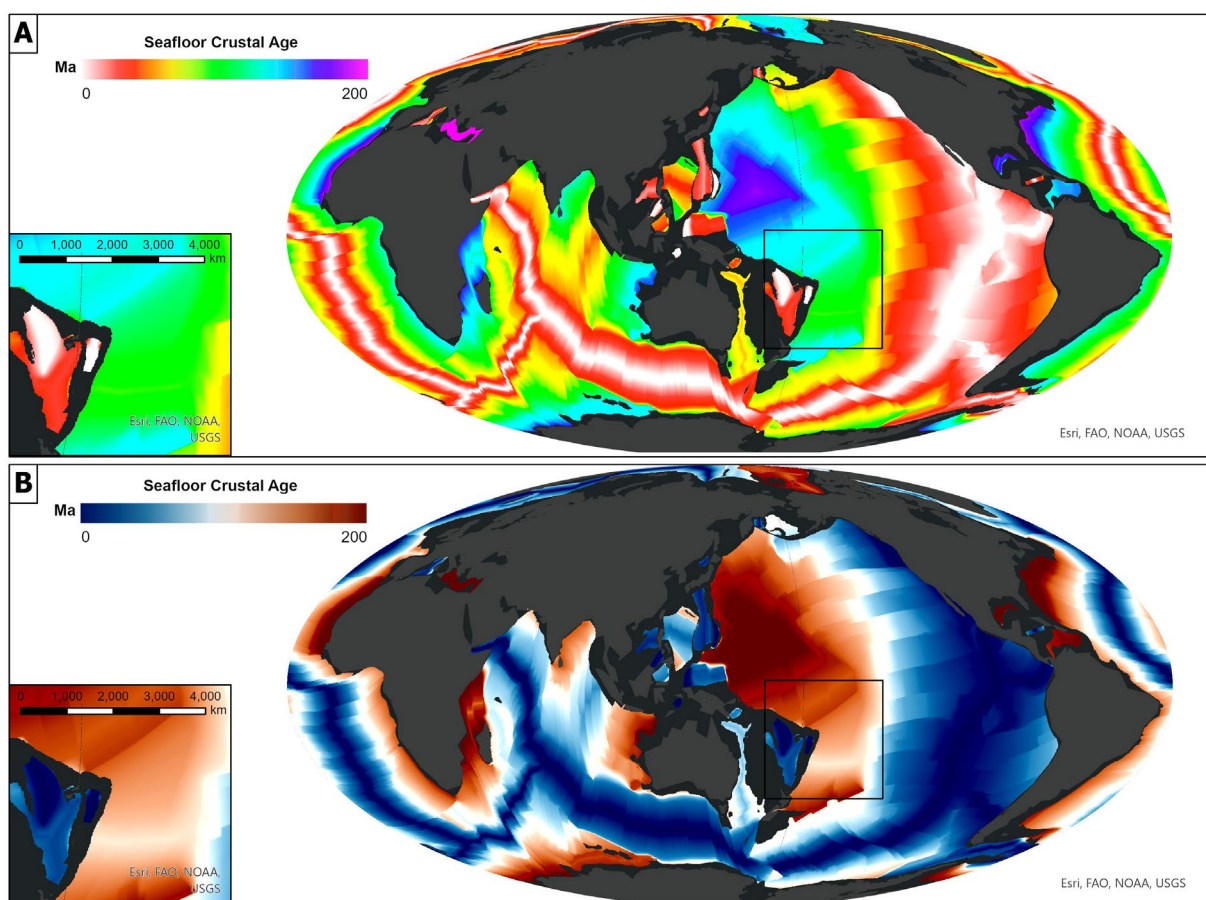 A
Seafloor Crustal Age
Ma
0 200
0 1,000 2,000 3,000 4,000
km
Esri, FAO, NOAA,
USGS
Esri, FAO, NOAA, USGS
B
Seafloor Crustal Age
Ma
0 200
0 1,000 2,000 3,000 4,000
km
Esri, FAO, NOAA,
USGS
Esri, FAO, NOAA, USGS